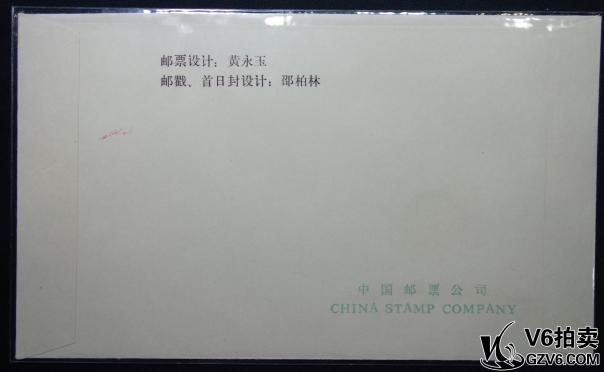 邮票设计：黄永玉
邮戳、首日封设计：邵柏林
中国邮票公司
CHINA STAMP COMPANY
V6拍卖
GZV6.COM